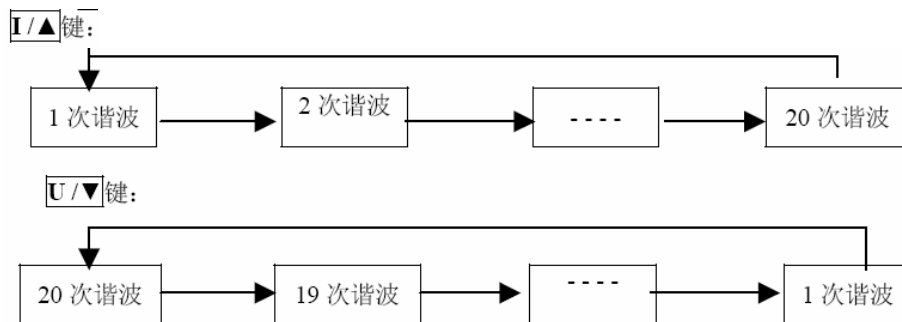 I /▲键：
1 次谐波 2 次谐波 - - - - 20 次谐波
U /▼键：
20 次谐波 19 次谐波 - - - - 1 次谐波